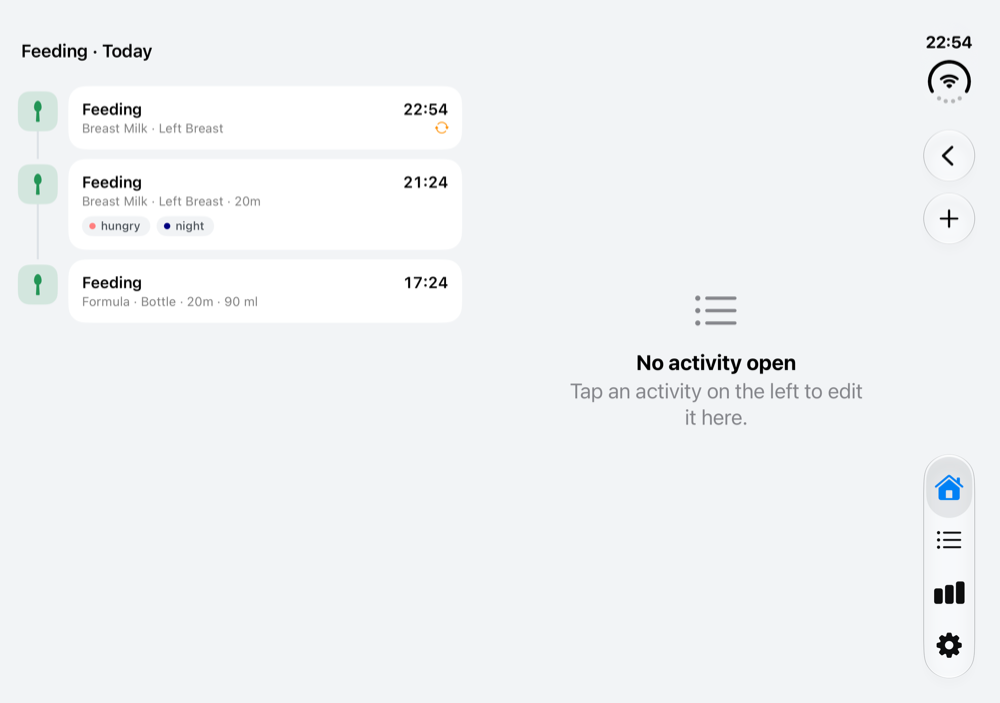 Feeding · Today
Feeding 22:54
Breast Milk · Left Breast
Feeding 21:24
Breast Milk · Left Breast · 20m
hungry night
Feeding 17:24
Formula · Bottle · 20m · 90 ml
22:54
No activity open
Tap an activity on the left to edit
it here.